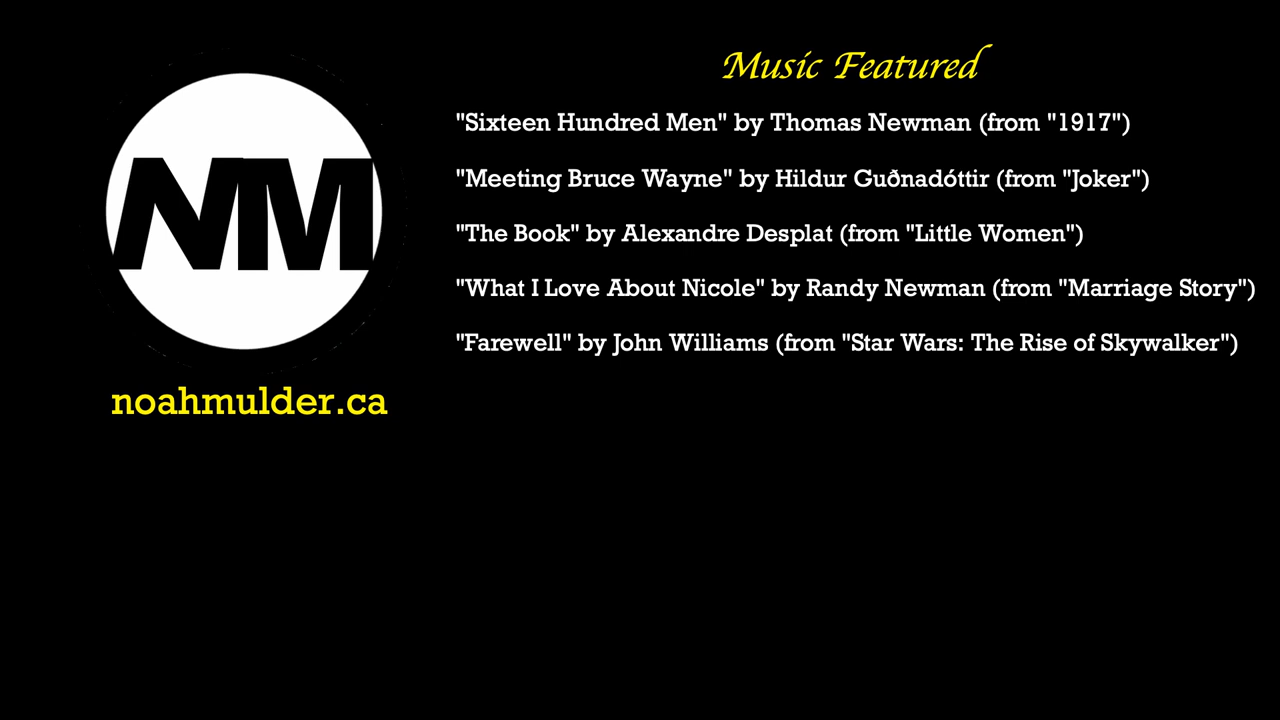 NM
noahmulder.ca
Music Featured
"Sixteen Hundred Men" by Thomas Newman (from "1917")
"Meeting Bruce Wayne" by Hildur Guðnadóttir (from "Joker")
"The Book" by Alexandre Desplat (from "Little Women")
"What I Love About Nicole" by Randy Newman (from "Marriage Story")
"Farewell" by John Williams (from "Star Wars: The Rise of Skywalker")